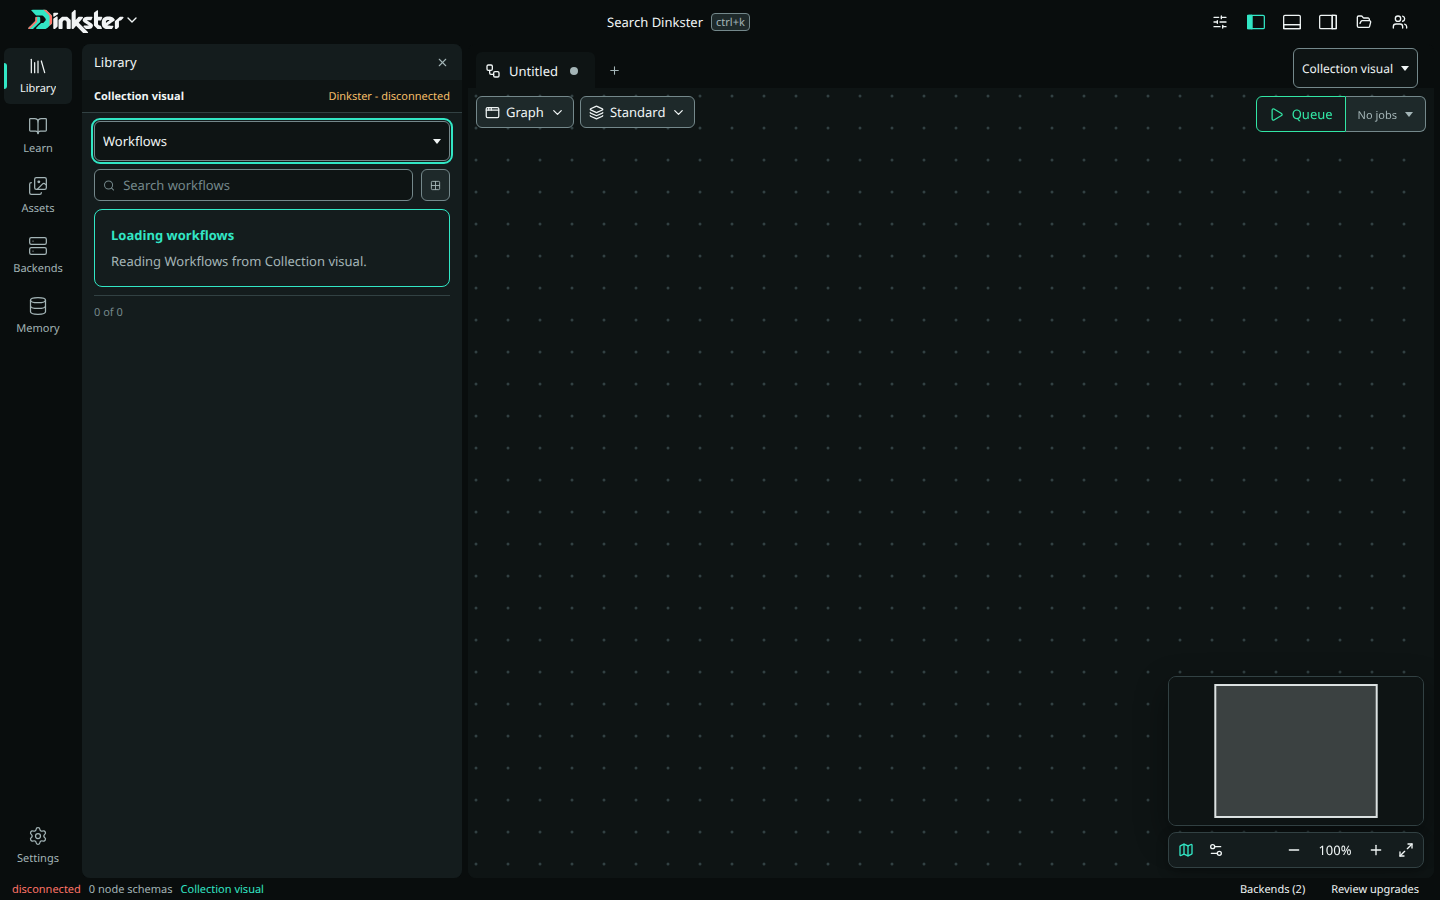 Dinkster
Search Dinkster ctrl+k
Library
Learn
Assets
Backends
Memory
Settings
Library
Collection visual Dinkster - disconnected
Workflows
Search workflows
Loading workflows
Reading Workflows from Collection visual.
0 of 0
Untitled
Collection visual
Graph Standard
Queue No jobs
100%
disconnected 0 node schemas Collection visual
Backends (2) Review upgrades